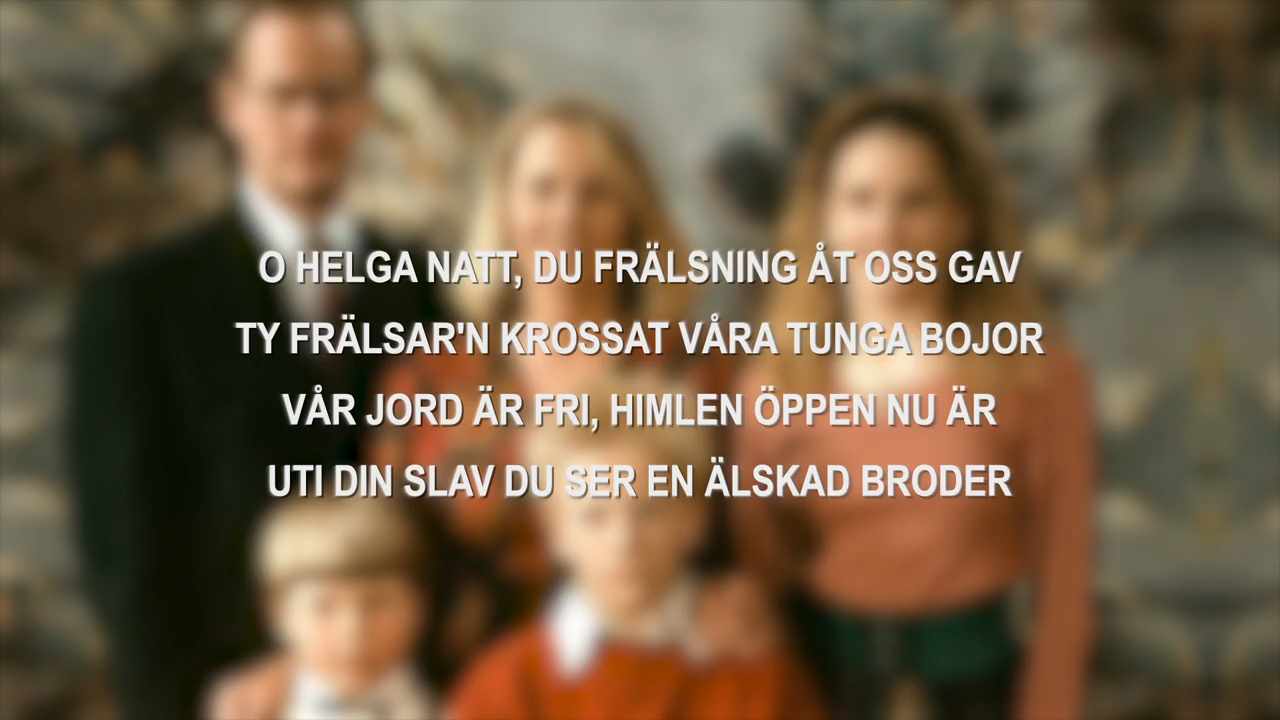 O HELGA NATT, DU FRÄLSNING ÅT OSS GAV
TY FRÄLSAR'N KROSSAT VÅRA TUNGA BOJOR
VÅR JORD ÄR FRI, HIMLEN ÖPPEN NU ÄR
UTI DIN SLAV DU SER EN ÄLSKAD BRODER